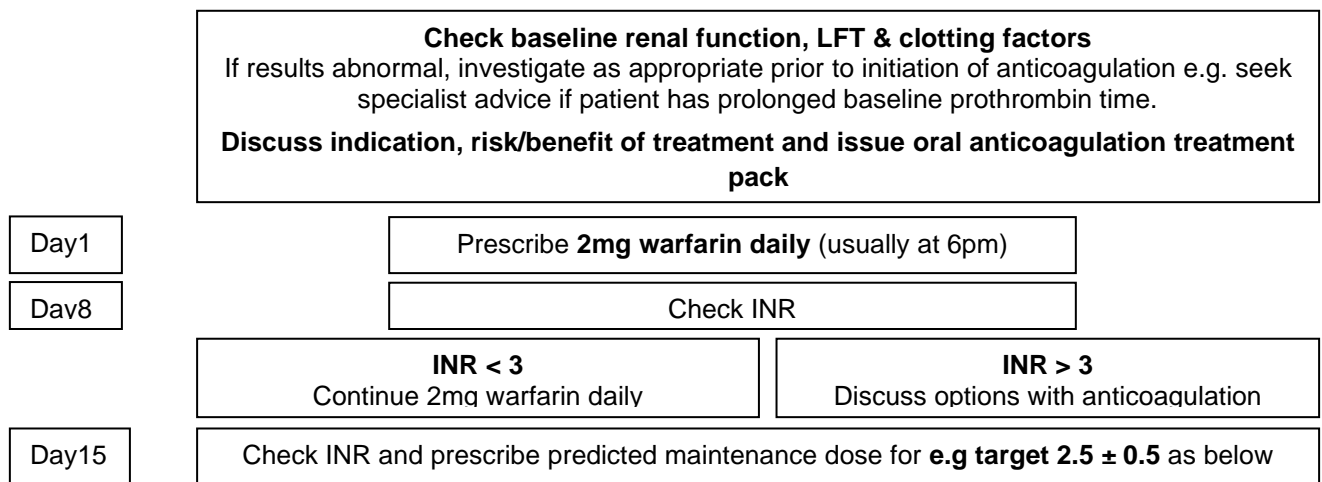 Check baseline renal function, LFT & clotting factors
If results abnormal, investigate as appropriate prior to initiation of anticoagulation e.g. seek
specialist advice if patient has prolonged baseline prothrombin time.
Discuss indication, risk/benefit of treatment and issue oral anticoagulation treatment
pack
Day1
Prescribe 2mg warfarin daily (usually at 6pm)
Day8
Check INR
INR < 3
Continue 2mg warfarin daily
INR > 3
Discuss options with anticoagulation
Day15
Check INR and prescribe predicted maintenance dose for e.g target 2.5 ± 0.5 as below